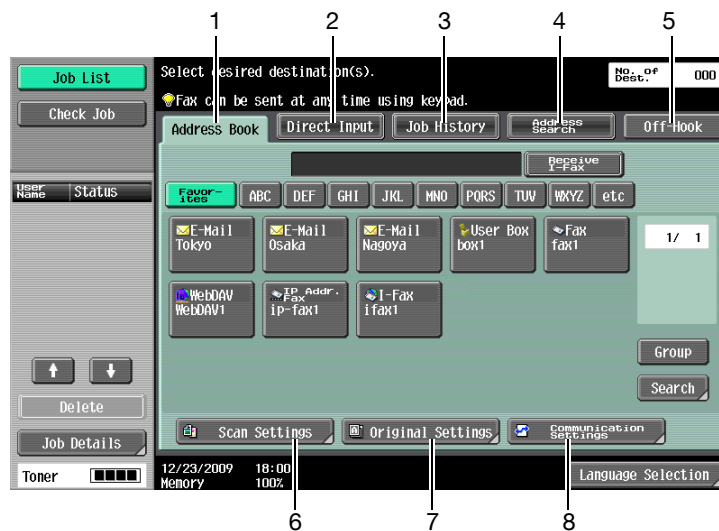 1 2 3 4 5
Job List
Check Job
User Name Status
Delete
Job Details
Toner
Select desired destination(s).
Fax can be sent at any time using keypad.
No. of Dest. 000
Address Book Direct Input Job History Address Search Off-Hook
Receive I-Fax
Favor-ites ABC DEF GHI JKL MNO PQRS TUV WXYZ etc
E-Mail Tokyo
E-Mail Osaka
E-Mail Nagoya
User Box box1
Fax fax1
1/ 1
WebDAV WebDAV1
IP Addr. Fax ip-fax1
I-Fax ifax1
Group
Search
Scan Settings Original Settings Communication Settings
12/23/2009 18:00
Memory 100%
Language Selection
6 7 8